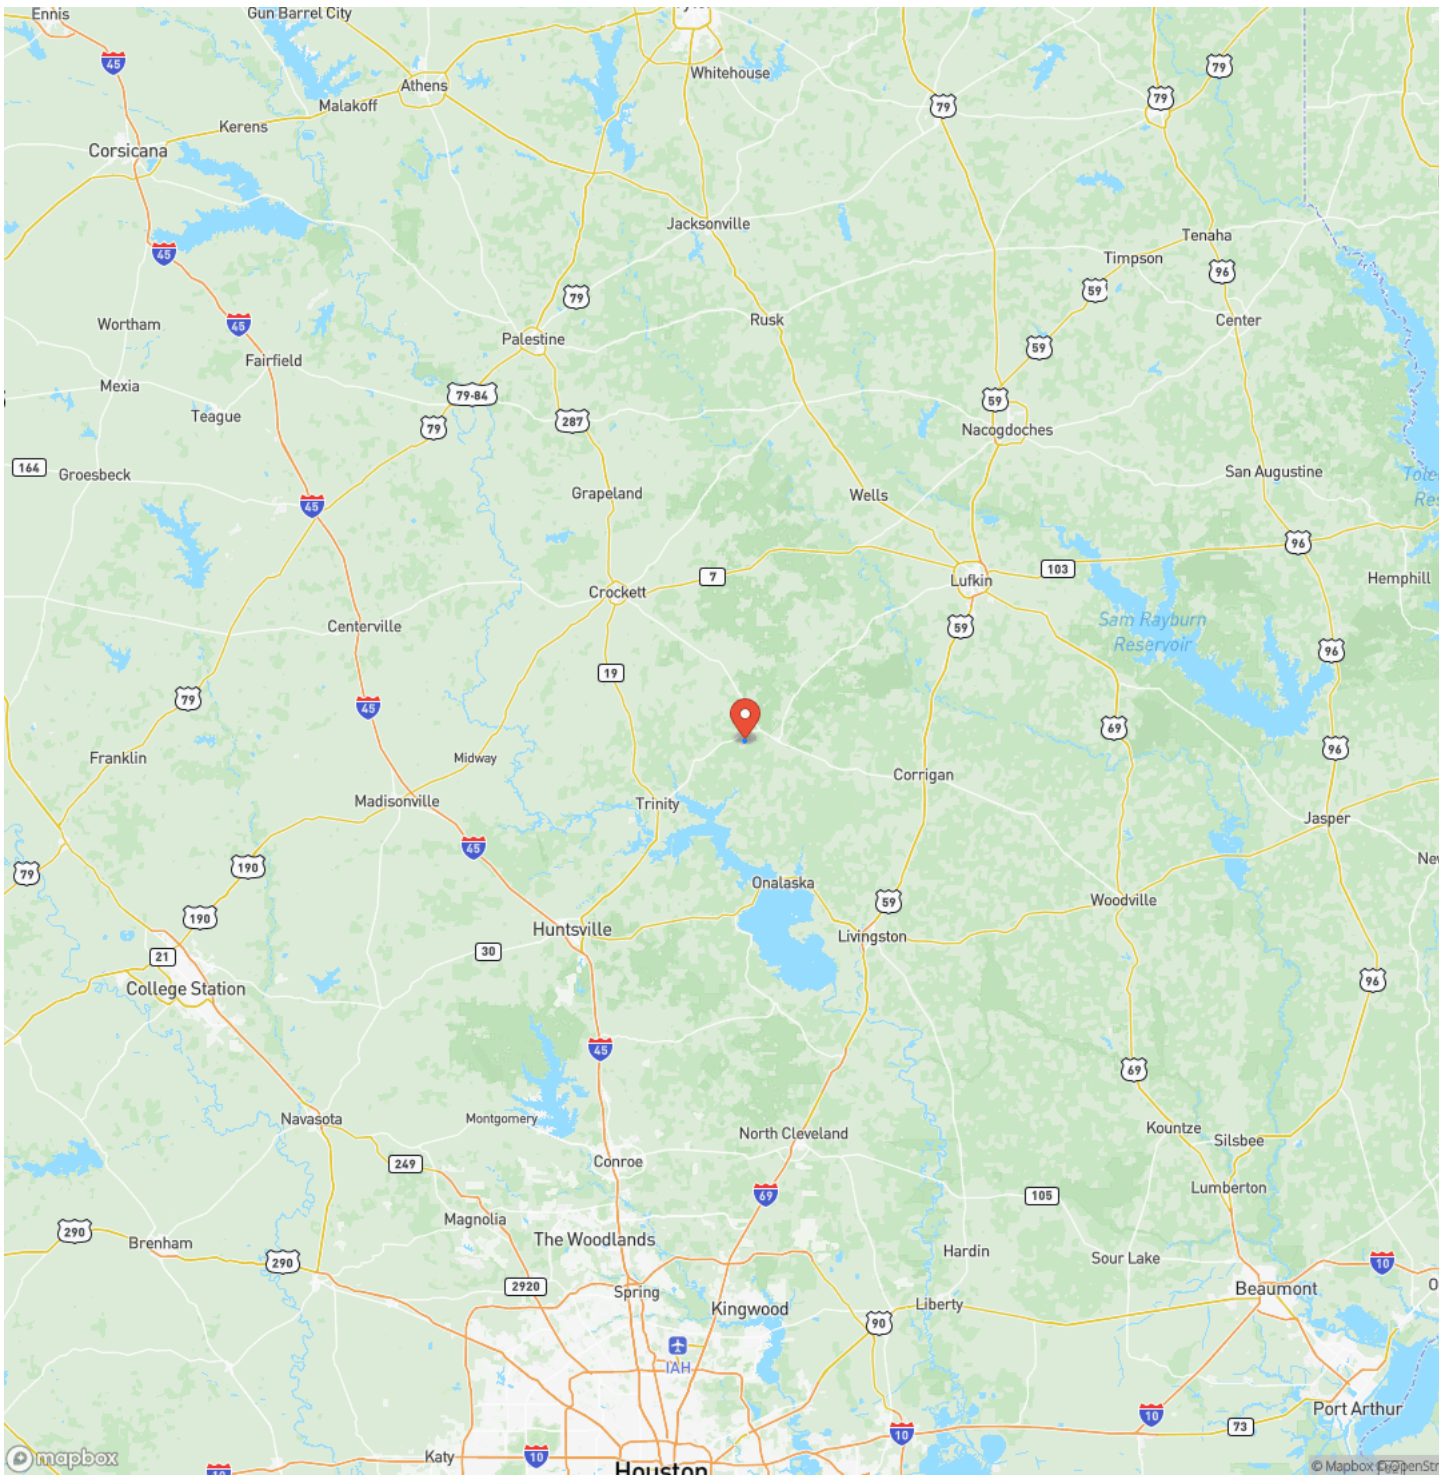 Ennis
Gun Barrel City
45
Athens
Whitehouse
79
79
79
Malakoff
Kerens
Corsicana
Jacksonville
Tenaha
45
Timpson
96
59
79
Wortham
45
Rusk
Center
Palestine
59
Fairfield
Mexia
79-84
59
Teague
79
287
Nacogdoches
164
Groesbeck
San Augustine
Grapeland
Wells
45
96
7
103
Lufkin
Hemphill
Crockett
Centerville
59
Sam Rayburn
Reservoir
96
19
79
45
69
96
Franklin
Midway
Corrigan
Madisonville
Trinity
Jasper
45
79
190
Onalaska
59
Woodville
190
Huntsville
Livingston
30
21
96
College Station
45
69
Navasota
Montgomery
Kountze
North Cleveland
Silsbee
Conroe
249
Lumberton
69
105
Magnolia
290
The Woodlands
Brenham
Hardin
Sour Lake
290
10
2920
Spring
Beaumont
Kingwood
Liberty
90
IAH
Port Arthur
10
73
10
Katy
10
mapbox
10
Houston
© Mapbox